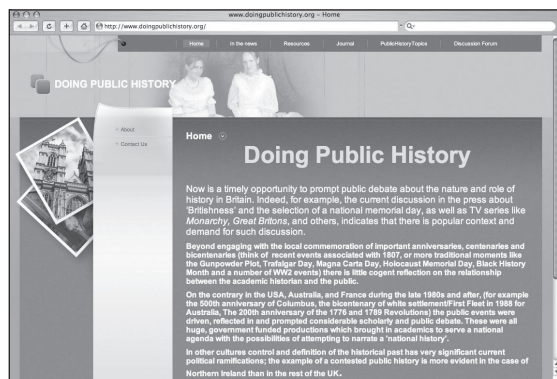 www.doingpublichistory.org – Home
http://www.doingpublichistory.org/
Home In the news Resources Journal PublicHistoryTopics Discussion Forum
DOING PUBLIC HISTORY
About
Contact Us
Home
Doing Public History
Now is a timely opportunity to prompt public debate about the nature and role of
history in Britain. Indeed, for example, the current discussion in the press about
'Britishness' and the selection of a national memorial day, as well as TV series like
Monarchy, Great Britons, and others, indicates that there is popular context and
demand for such discussion.
Beyond engaging with the local commemoration of important anniversaries, centenaries and
bicentenaries (think of recent events associated with 1807, or more traditional moments like
the Gunpowder Plot, Trafalgar Day, Magna Carta Day, Holocaust Memorial Day, Black History
Month and a number of WW2 events) there is little cogent reflection on the relationship
between the academic historian and the public.
On the contrary in the USA, Australia, and France during the late 1980s and after, (for example
the 500th anniversary of Columbus, the bicentenary of white settlement/First Fleet in 1988 for
Australia, The 200th anniversary of the 1776 and 1789 Revolutions) the public events were
driven, reflected in and prompted considerable scholarly and public debate. These were all
huge, government funded productions which brought in academics to serve a national
agenda with the possibilities of attempting to narrate a 'national history'.
In other cultures control and definition of the historical past has very significant current
political ramifications; the example of a contested public history is more evident in the case of
Northern Ireland than in the rest of the UK.